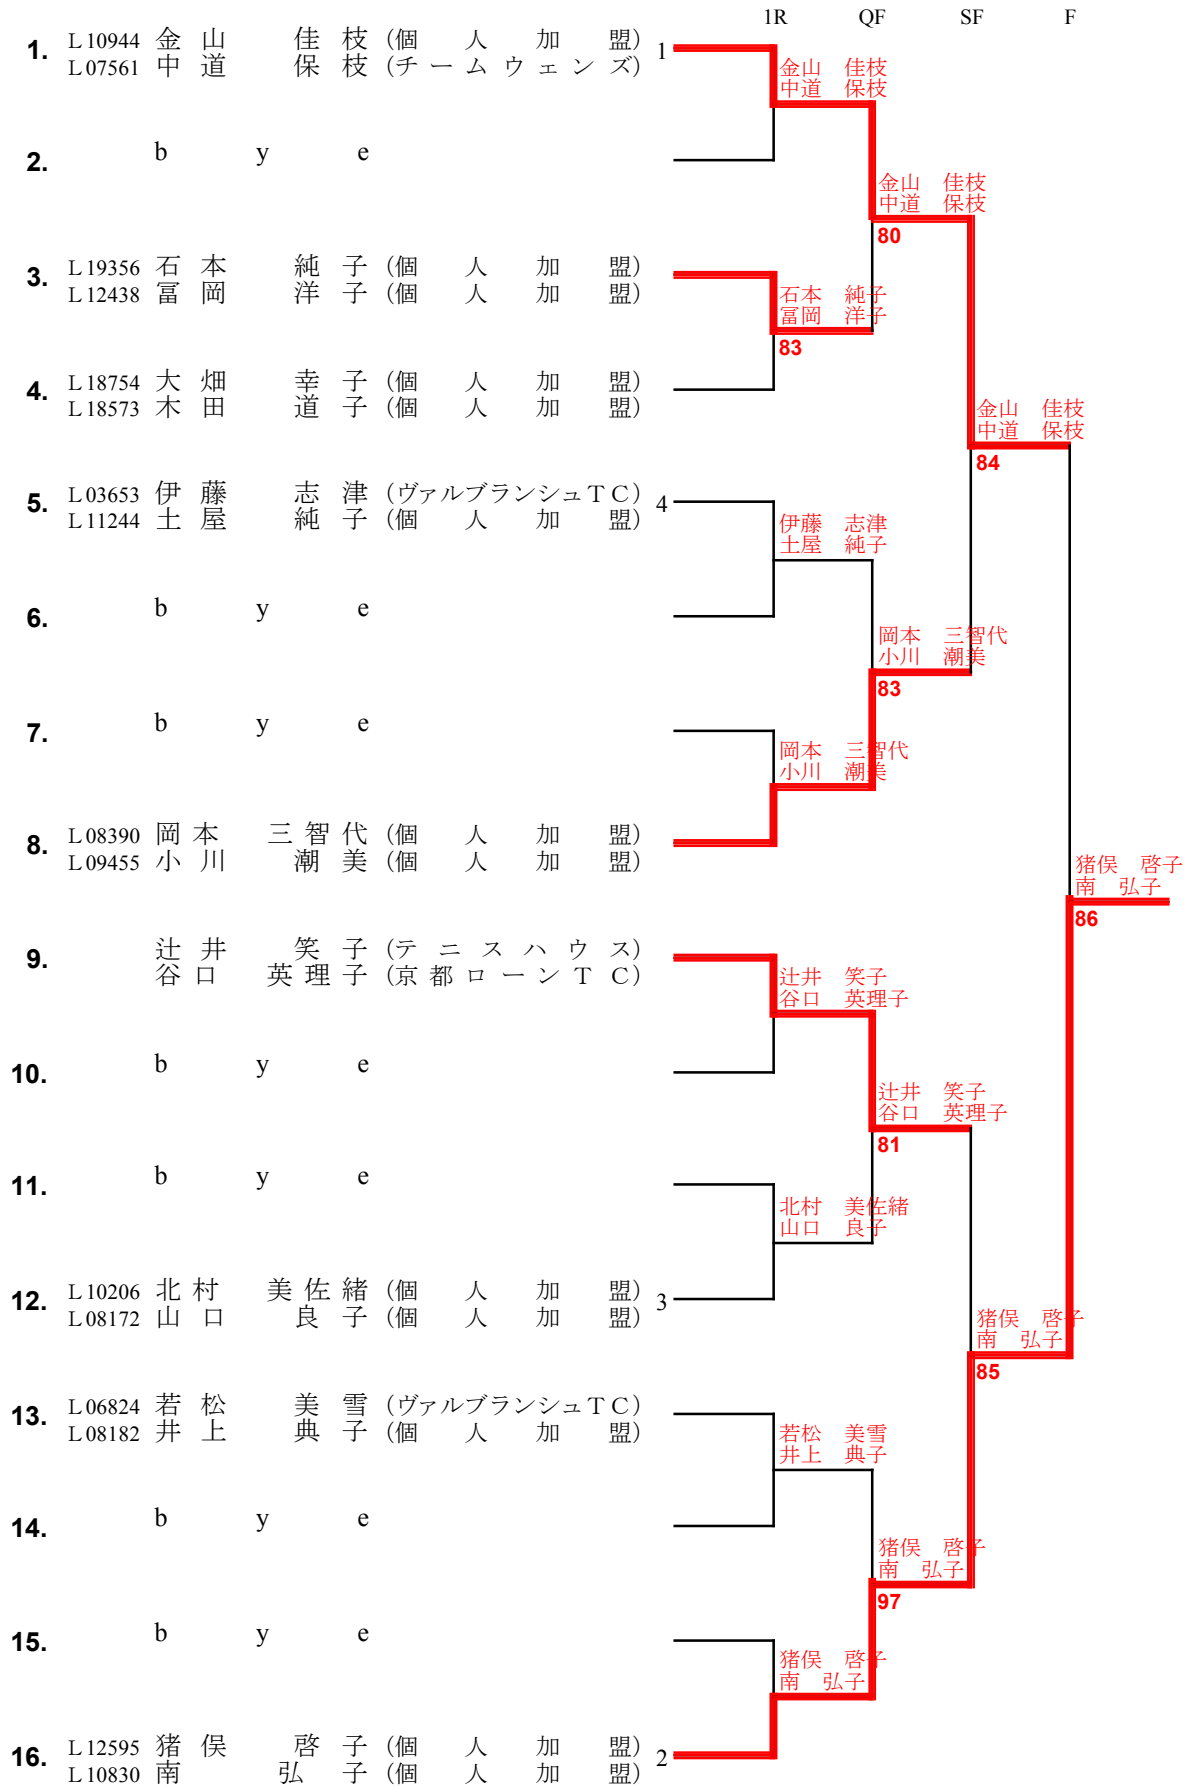 1R QF SF F
1. L10944 金山 佳枝 (個人加盟) 1
L07561 中道 保枝 (チームウェンズ)
金山 佳枝
中道 保枝
2. bye
金山 佳枝
中道 保枝
80
3. L19356 石本 純子 (個人加盟)
L12438 冨岡 洋子 (個人加盟)
石本 純子
冨岡 洋子
83
4. L18754 大畑 幸子 (個人加盟)
L18573 木田 道子 (個人加盟)
金山 佳枝
中道 保枝
84
5. L03653 伊藤 志津 (ヴァルブランシュTC) 4
L11244 土屋 純子 (個人加盟)
伊藤 志津
土屋 純子
6. bye
岡本 三智代
小川 潮美
83
7. bye
岡本 三智代
小川 潮美
8. L08390 岡本 三智代 (個人加盟)
L09455 小川 潮美 (個人加盟)
猪俣 啓子
南 弘子
86
9. 辻井 笑子 (テニスハウス)
谷口 英理子 (京都ローンTC)
辻井 笑子
谷口 英理子
10. bye
辻井 笑子
谷口 英理子
81
11. bye
北村 美佐緒
山口 良子
12. L10206 北村 美佐緒 (個人加盟) 3
L08172 山口 良子 (個人加盟)
猪俣 啓子
南 弘子
85
13. L06824 若松 美雪 (ヴァルブランシュTC)
L08182 井上 典子 (個人加盟)
若松 美雪
井上 典子
14. bye
猪俣 啓子
南 弘子
97
15. bye
猪俣 啓子
南 弘子
16. L12595 猪俣 啓子 (個人加盟) 2
L10830 南 弘子 (個人加盟)